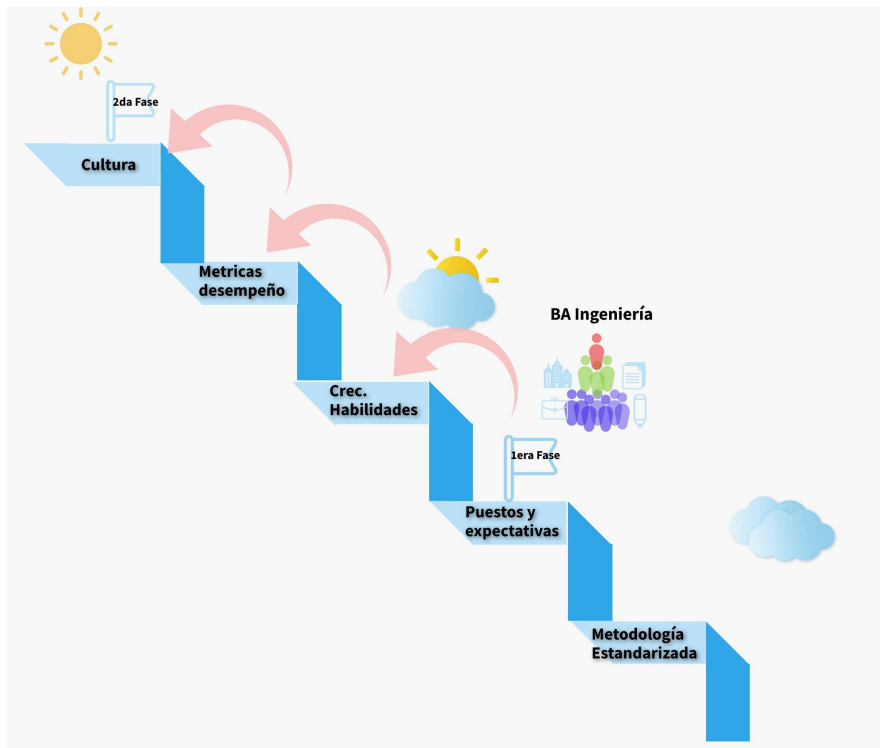 2da Fase
Cultura
Metricas
desempeño
BA Ingeniería
Crec.
Habilidades
1era Fase
Puestos y
expectativas
Metodología
Estandarizada